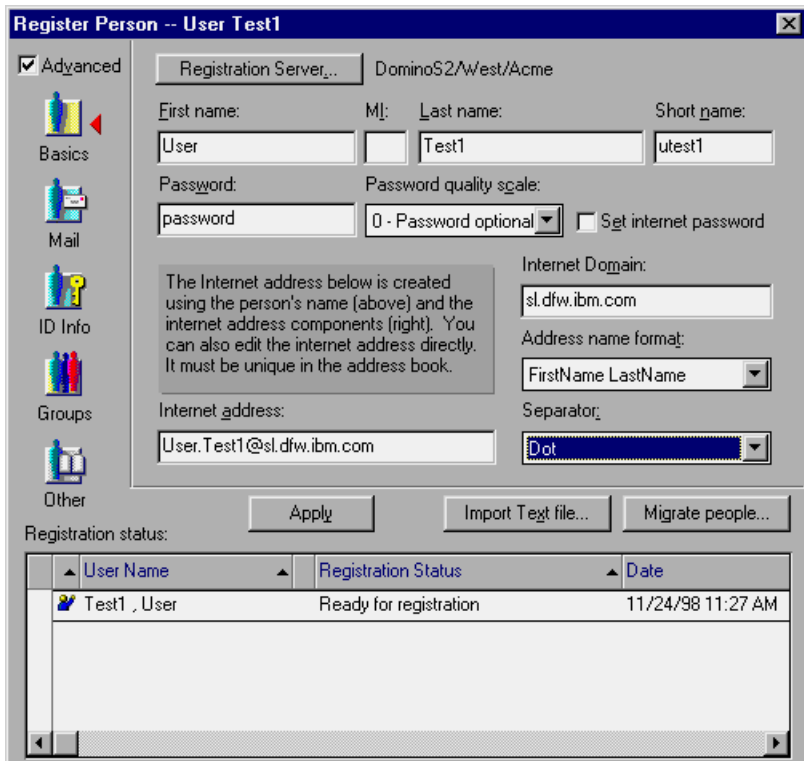 Register Person -- User Test1
Advanced
Registration Server... DominoS2/West/Acme
First name: MI: Last name: Short name:
User Test1 utest1
Basics
Password: Password quality scale:
password 0 - Password optional Set internet password
Mail
The Internet address below is created
using the person's name (above) and the
internet address components (right). You
can also edit the internet address directly.
It must be unique in the address book.
Internet Domain:
sl.dfw.ibm.com
ID Info
Address name format:
FirstName LastName
Groups
Internet address: Separator:
User.Test1@sl.dfw.ibm.com Dot
Other
Apply Import Text file... Migrate people...
Registration status:
User Name Registration Status Date
Test1 , User Ready for registration 11/24/98 11:27 AM